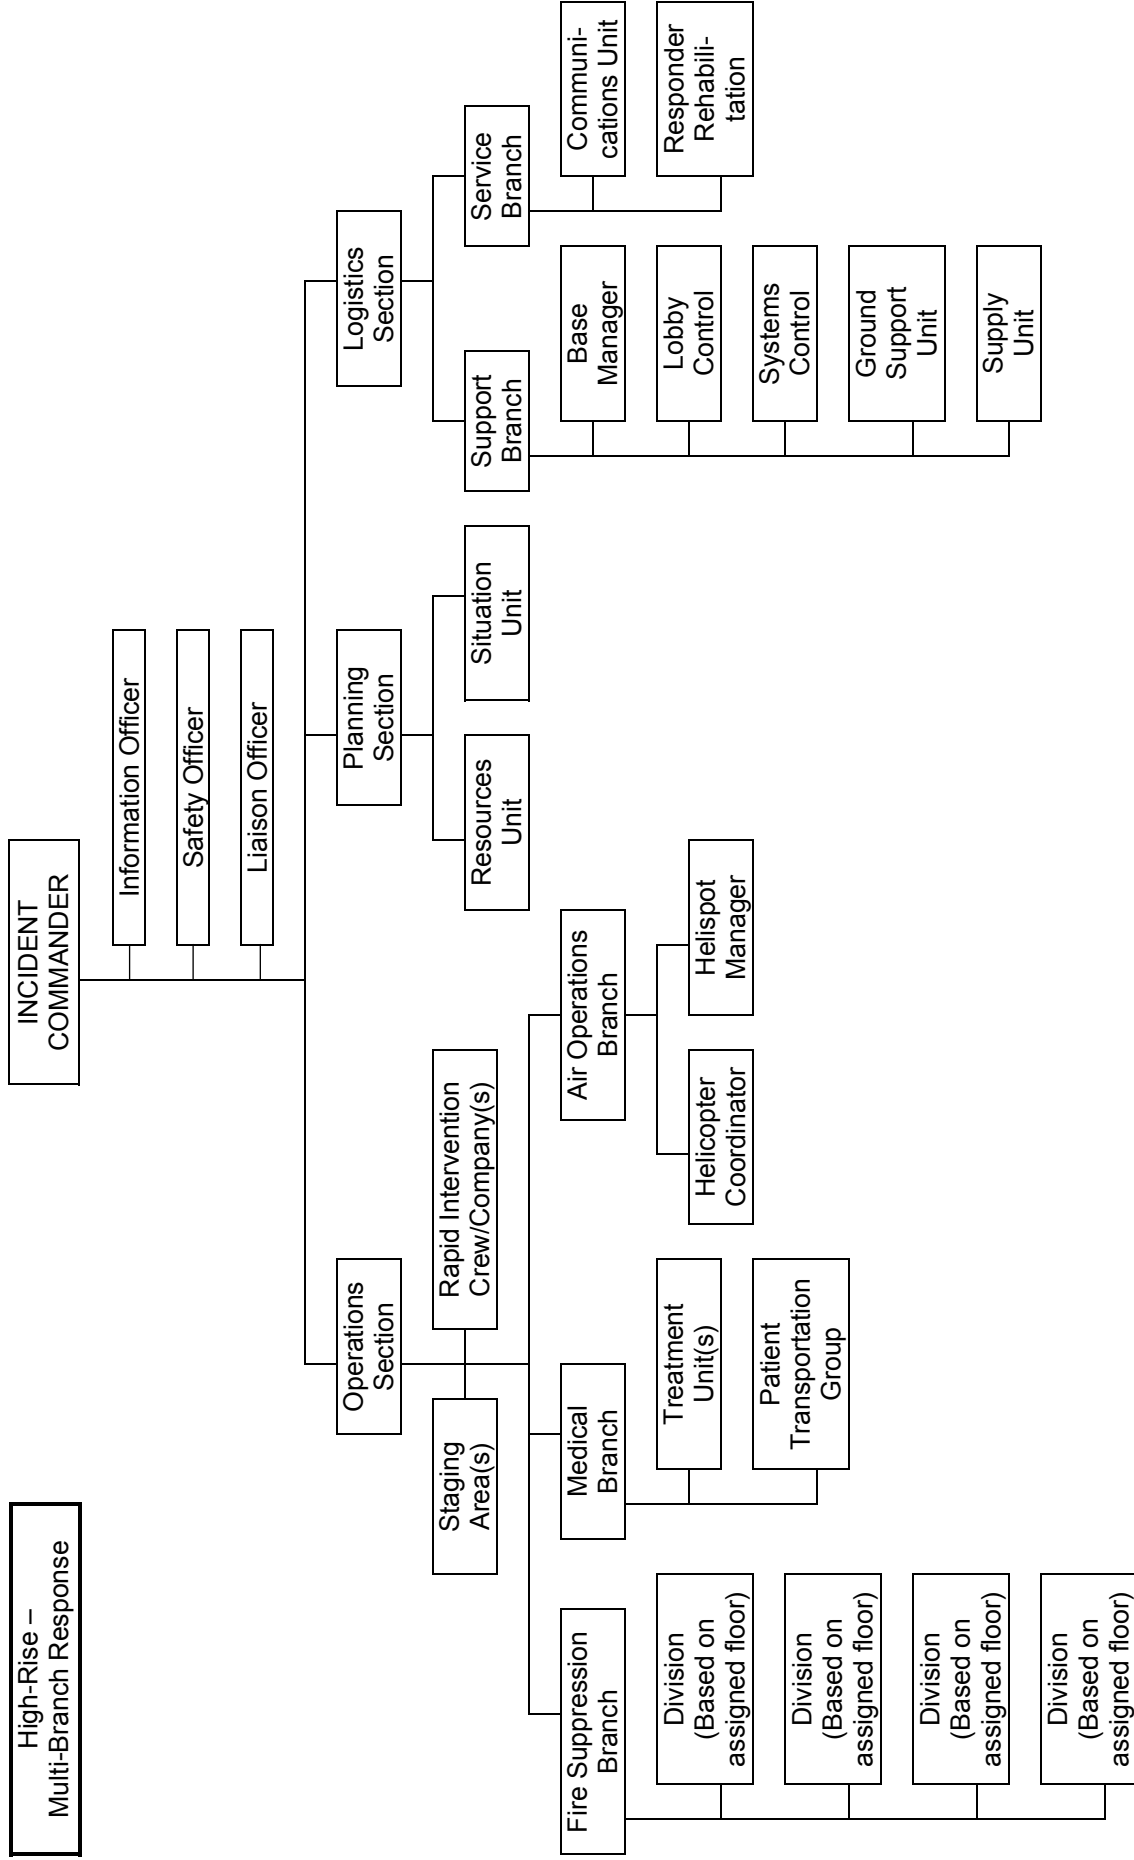 High-Rise –
Multi-Branch Response
INCIDENT
COMMANDER
Information Officer
Safety Officer
Liaison Officer
Operations
Section
Planning
Section
Logistics
Section
Staging
Area(s)
Rapid Intervention
Crew/Company(s)
Resources
Unit
Situation
Unit
Support
Branch
Service
Branch
Fire Suppression
Branch
Medical
Branch
Air Operations
Branch
Base
Manager
Communi-
cations Unit
Division
(Based on
assigned floor)
Treatment
Unit(s)
Helicopter
Coordinator
Helispot
Manager
Lobby
Control
Responder
Rehabili-
tation
Division
(Based on
assigned floor)
Patient
Transportation
Group
Systems
Control
Division
(Based on
assigned floor)
Ground
Support
Unit
Division
(Based on
assigned floor)
Supply
Unit